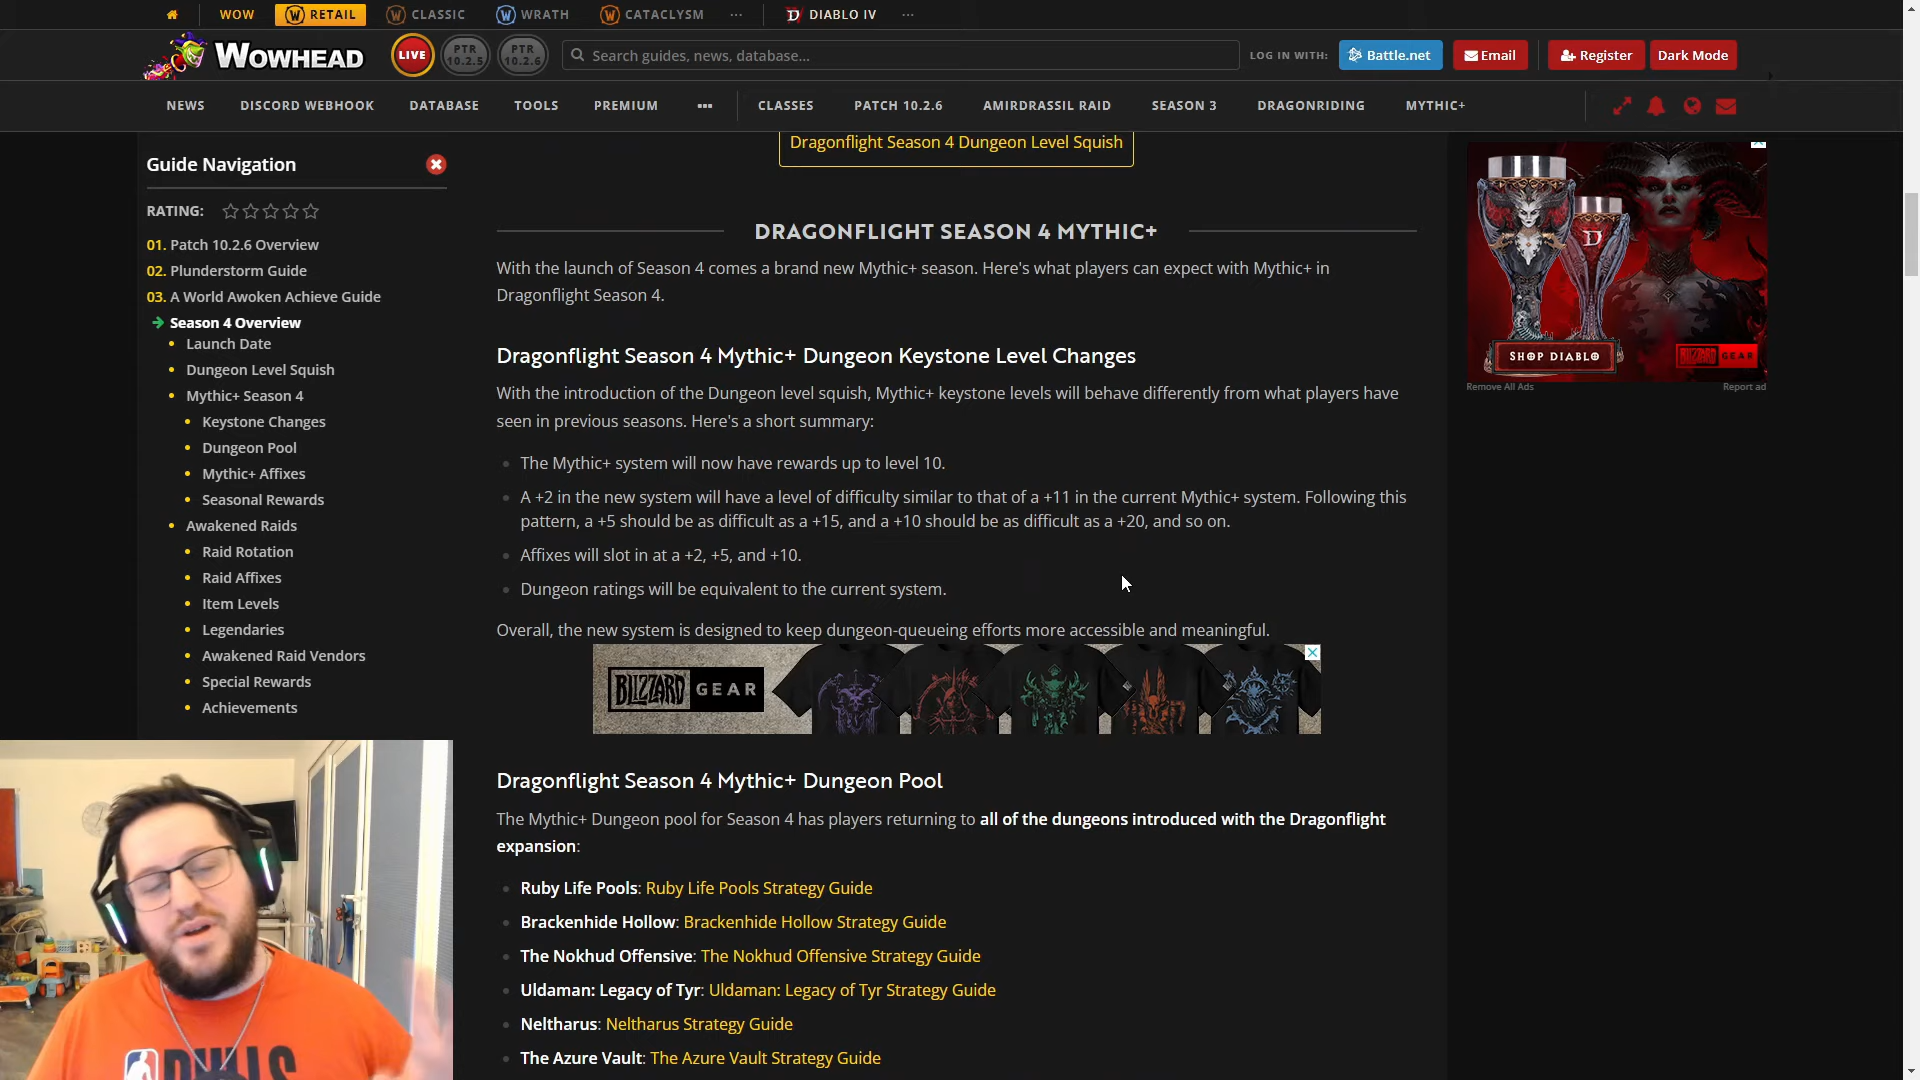 WOW
RETAIL
CLASSIC
WRATH
CATACLYSM
DIABLO IV
WOWHEAD
LIVE
PTR
10.2.5
PTR
10.2.6
Search guides, news, database...
LOG IN WITH:
Battle.net
Email
Register
Dark Mode
NEWS
DISCORD WEBHOOK
DATABASE
TOOLS
PREMIUM
CLASSES
PATCH 10.2.6
AMIRDRASSIL RAID
SEASON 3
DRAGONRIDING
MYTHIC+
Guide Navigation
RATING:
01. Patch 10.2.6 Overview
02. Plunderstorm Guide
03. A World Awoken Achieve Guide
Season 4 Overview
Launch Date
Dungeon Level Squish
Mythic+ Season 4
Keystone Changes
Dungeon Pool
Mythic+ Affixes
Seasonal Rewards
Awakened Raids
Raid Rotation
Raid Affixes
Item Levels
Legendaries
Awakened Raid Vendors
Special Rewards
Achievements
Dragonflight Season 4 Dungeon Level Squish
DRAGONFLIGHT SEASON 4 MYTHIC+
With the launch of Season 4 comes a brand new Mythic+ season. Here's what players can expect with Mythic+ in
Dragonflight Season 4.
Dragonflight Season 4 Mythic+ Dungeon Keystone Level Changes
With the introduction of the Dungeon level squish, Mythic+ keystone levels will behave differently from what players have
seen in previous seasons. Here's a short summary:
The Mythic+ system will now have rewards up to level 10.
A +2 in the new system will have a level of difficulty similar to that of a +11 in the current Mythic+ system. Following this
pattern, a +5 should be as difficult as a +15, and a +10 should be as difficult as a +20, and so on.
Affixes will slot in at a +2, +5, and +10.
Dungeon ratings will be equivalent to the current system.
Overall, the new system is designed to keep dungeon-queueing efforts more accessible and meaningful.
BLIZZARD GEAR
Dragonflight Season 4 Mythic+ Dungeon Pool
The Mythic+ Dungeon pool for Season 4 has players returning to all of the dungeons introduced with the Dragonflight
expansion:
Ruby Life Pools: Ruby Life Pools Strategy Guide
Brackenhide Hollow: Brackenhide Hollow Strategy Guide
The Nokhud Offensive: The Nokhud Offensive Strategy Guide
Uldaman: Legacy of Tyr: Uldaman: Legacy of Tyr Strategy Guide
Neltharus: Neltharus Strategy Guide
The Azure Vault: The Azure Vault Strategy Guide
SHOP DIABLO
BLIZZARD GEAR
Remove All Ads
Report ad